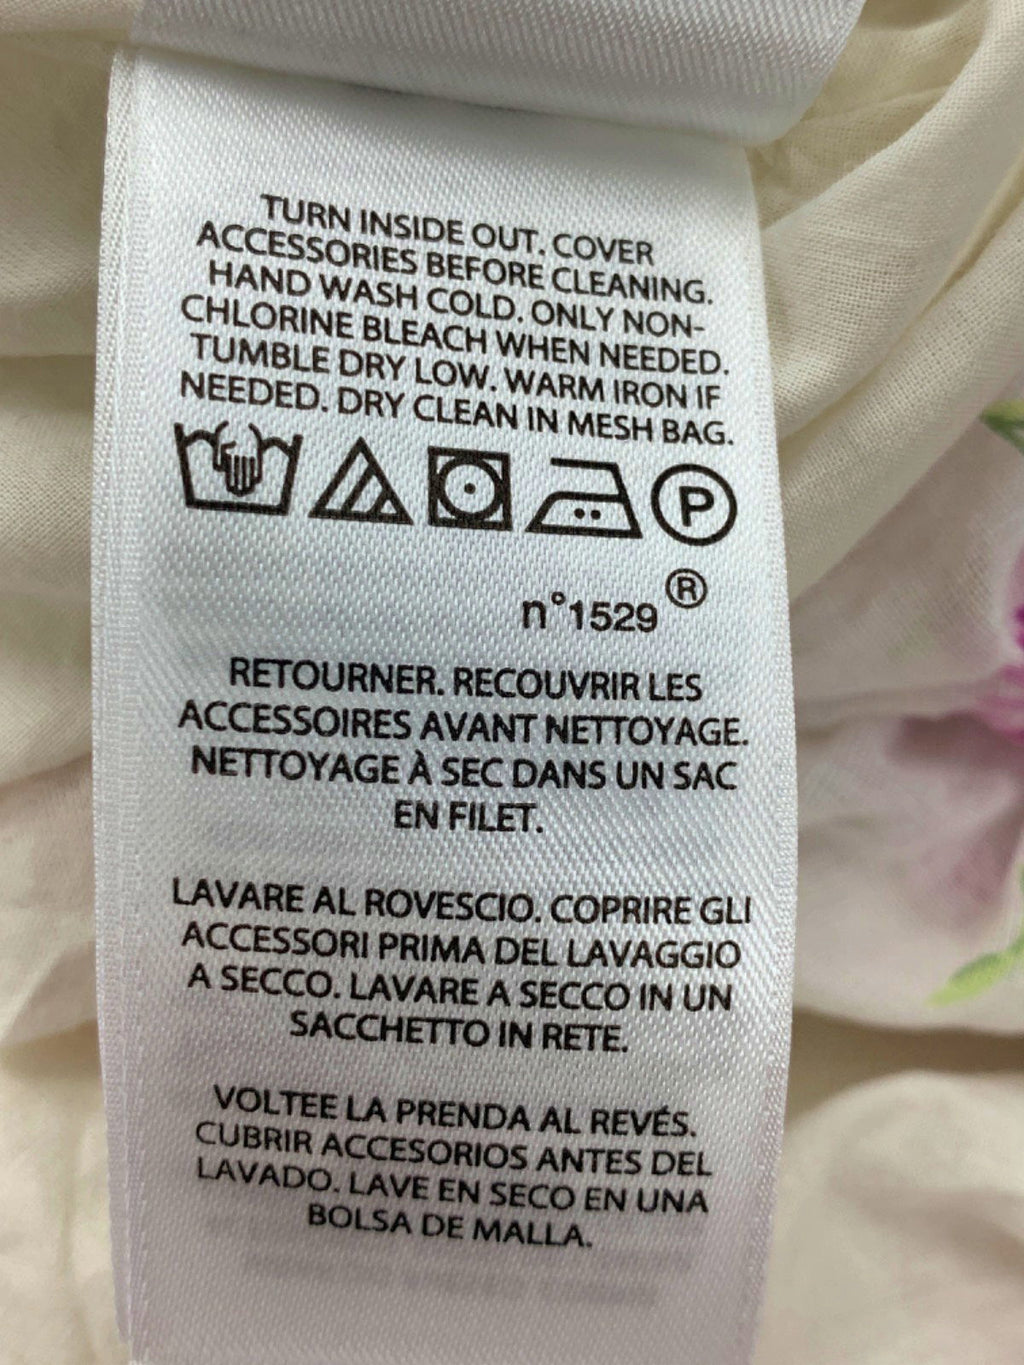 TURN INSIDE OUT. COVER
ACCESSORIES BEFORE CLEANING.
HAND WASH COLD. ONLY NON-
CHLORINE BLEACH WHEN NEEDED.
TUMBLE DRY LOW. WARM IRON IF
NEEDED. DRY CLEAN IN MESH BAG.
P
n°1529 ®
RETOURNER. RECOUVRIR LES
ACCESSOIRES AVANT NETTOYAGE.
NETTOYAGE À SEC DANS UN SAC
EN FILET.
LAVARE AL ROVESCIO. COPRIRE GLI
ACCESSORI PRIMA DEL LAVAGGIO
A SECCO. LAVARE A SECCO IN UN
SACCHETTO IN RETE.
VOLTEE LA PRENDA AL REVÉS.
CUBRIR ACCESORIOS ANTES DEL
LAVADO. LAVE EN SECO EN UNA
BOLSA DE MALLA.